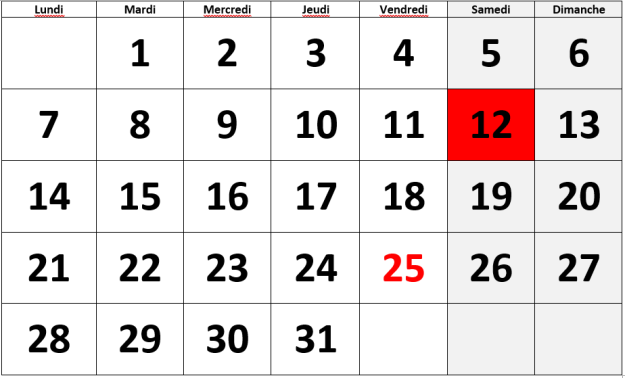 Lundi Mardi Mercredi Jeudi Vendredi Samedi Dimanche
1 2 3 4 5 6
7 8 9 10 11 12 13
14 15 16 17 18 19 20
21 22 23 24 25 26 27
28 29 30 31